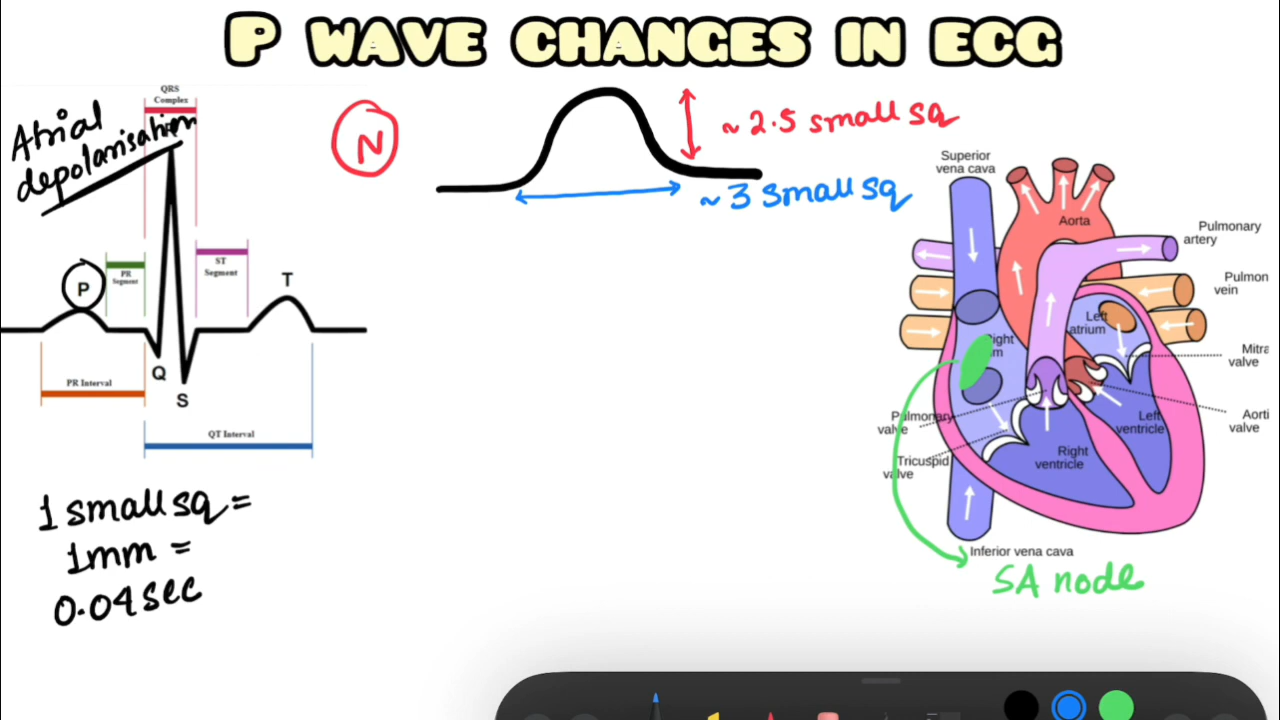 P WAVE CHANGES IN ECG
Atrial
depolarisation
QRS
Complex
P
PR
Segment
ST
Segment
T
Q
S
PR Interval
QT Interval
1 small sq =
1mm =
0.04 sec
N
~ 2.5 small sq
~ 3 small sq
Superior
vena cava
Aorta
Pulmonary
artery
Pulmon
vein
Left
atrium
Right
m
Mitra
valve
Pulmonary
valve
Aorti
valve
Left
ventricle
Right
ventricle
Tricuspid
valve
Inferior vena cava
SA node